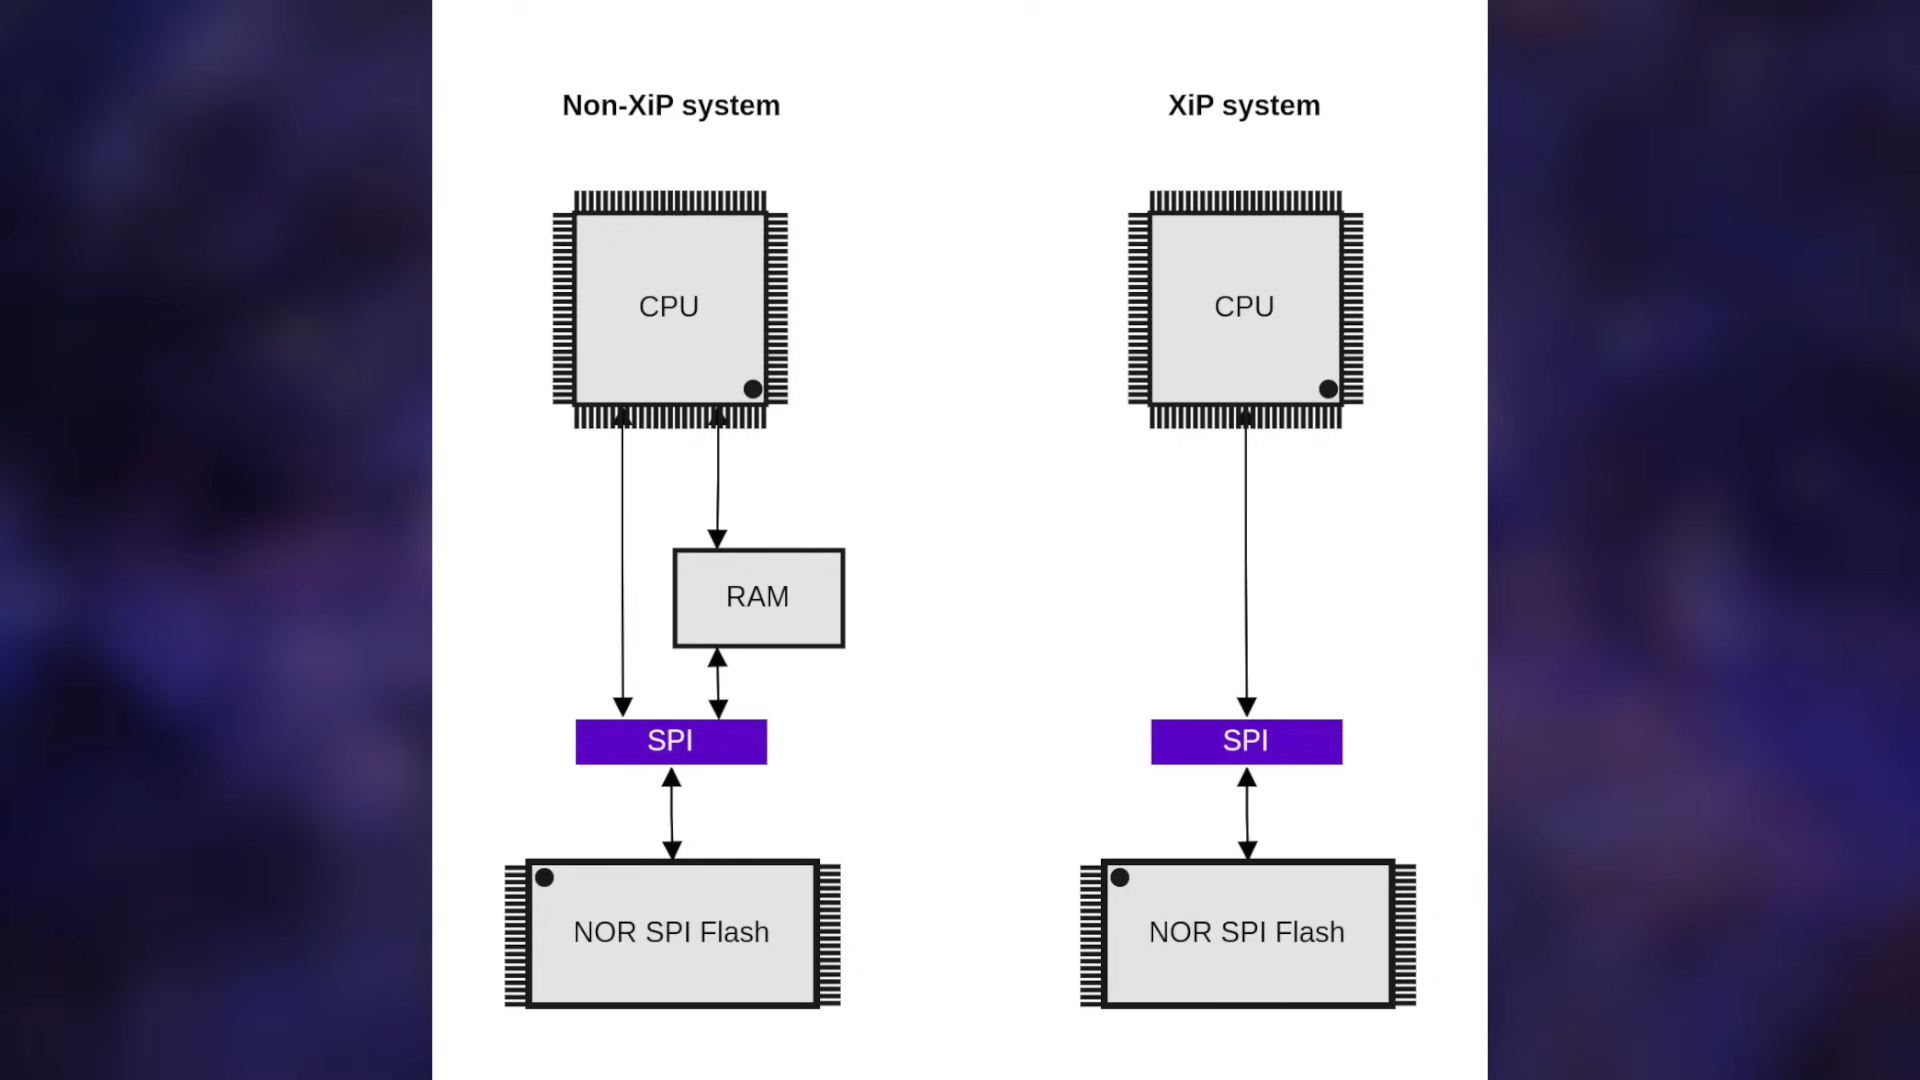 Non-XiP system
CPU
RAM
SPI
NOR SPI Flash
XiP system
CPU
SPI
NOR SPI Flash